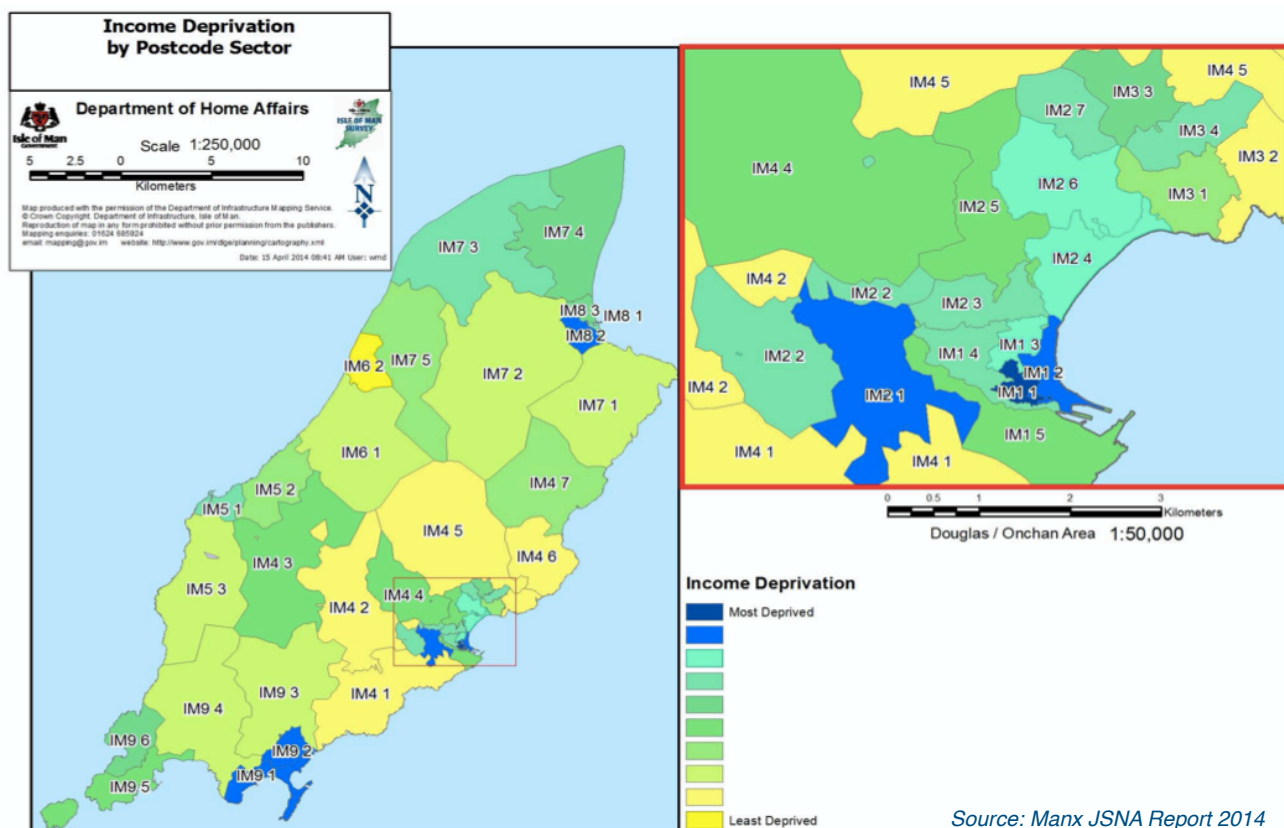 Income Deprivation
by Postcode Sector
Department of Home Affairs
Isle of Man
Government
ISLE OF MAN
SURVEY
Scale 1:250,000
5 2.5 0 5 10
Kilometers
N
Map produced with the permission of the Department of Infrastructure Mapping Service.
© Crown Copyright. Department of Infrastructure, Isle of Man.
Reproduction of map in any form prohibited without prior permission from the publishers.
Mapping enquiries: 01624 685924
email: mapping@gov.im website: http://www.gov.im/dlge/planning/cartography.xml
Date: 15 April 2014 08:41 AM User: wmd
IM7 3
IM7 4
IM8 3
IM8 1
IM8 2
IM6 2
IM7 5
IM7 2
IM7 1
IM6 1
IM4 7
IM5 2
IM5 1
IM4 5
IM4 3
IM4 6
IM5 3
IM4 4
IM4 2
IM9 3
IM4 1
IM9 4
IM9 6
IM9 2
IM9 1
IM9 5
IM4 5
IM4 5
IM3 3
IM2 7
IM3 4
IM3 2
IM4 4
IM2 6
IM3 1
IM2 5
IM2 4
IM4 2
IM2 2
IM2 3
IM1 3
IM1 4
IM2 2
IM1 2
IM4 2
IM2 1
IM1 1
IM1 5
IM4 1
IM4 1
0 0.5 1 2 3
Kilometers
Douglas / Onchan Area 1:50,000
Income Deprivation
Most Deprived
Least Deprived
Source: Manx JSNA Report 2014